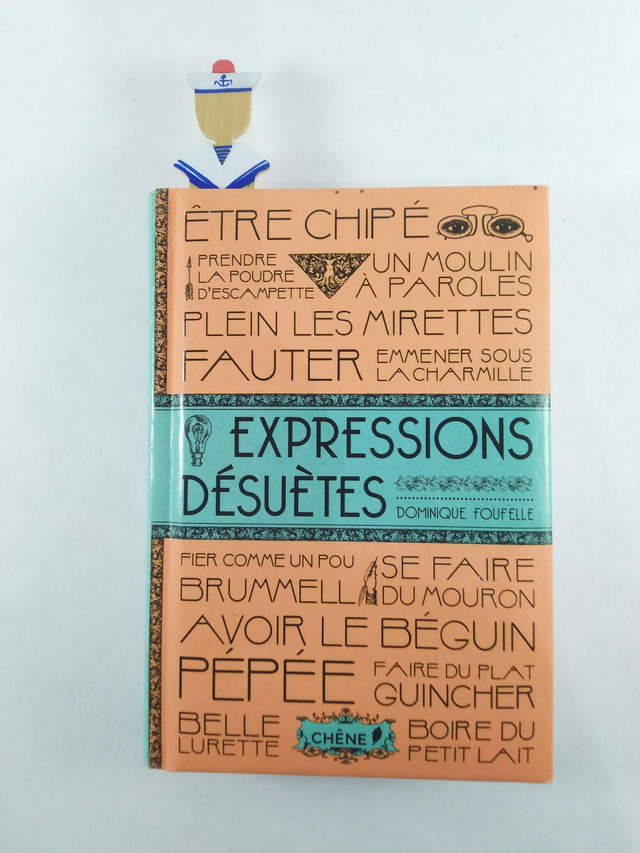 ÊTRE CHIPÉ
PRENDRE
LA POUDRE
D'ESCAMPETTE
UN MOULIN
À PAROLES
PLEIN LES MIRETTES
FAUTER
EMMENER SOUS
LA CHARMILLE
EXPRESSIONS
DÉSUÈTES
DOMINIQUE FOUFELLE
FIER COMME UN POU
BRUMMELL
SE FAIRE
DU MOURON
AVOIR LE BÉGUIN
PÉPÉE
FAIRE DU PLAT
GUINCHER
BELLE
LURETTE
CHÊNE
BOIRE DU
PETIT LAIT